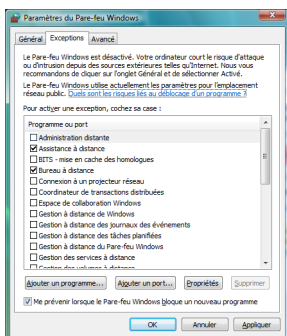 Paramètres du Pare-feu Windows
Général Exceptions Avancé
Le Pare-feu Windows est désactivé. Votre ordinateur court le risque d'attaque
ou d'intrusion depuis des sources extérieures telles qu'Internet. Nous vous
recommandons de cliquer sur l'onglet Général et de sélectionner Activé.
Le Pare-feu Windows utilise actuellement les paramètres pour l'emplacement
réseau public. Quels sont les risques liés au déblocage d'un programme ?
Pour activer une exception, cochez sa case :
Programme ou port
Administration distante
Assistance à distance
BITS - mise en cache des homologues
Bureau à distance
Connexion à un projecteur réseau
Coordinateur de transactions distribuées
Espace de collaboration Windows
Gestion à distance de Windows
Gestion à distance des journaux des événements
Gestion à distance des tâches planifiées
Gestion à distance du Pare-feu Windows
Gestion des services à distance
Gestion des volumes à distance
Ajouter un programme... Ajouter un port... Propriétés Supprimer
Me prévenir lorsque le Pare-feu Windows bloque un nouveau programme
OK Annuler Appliquer